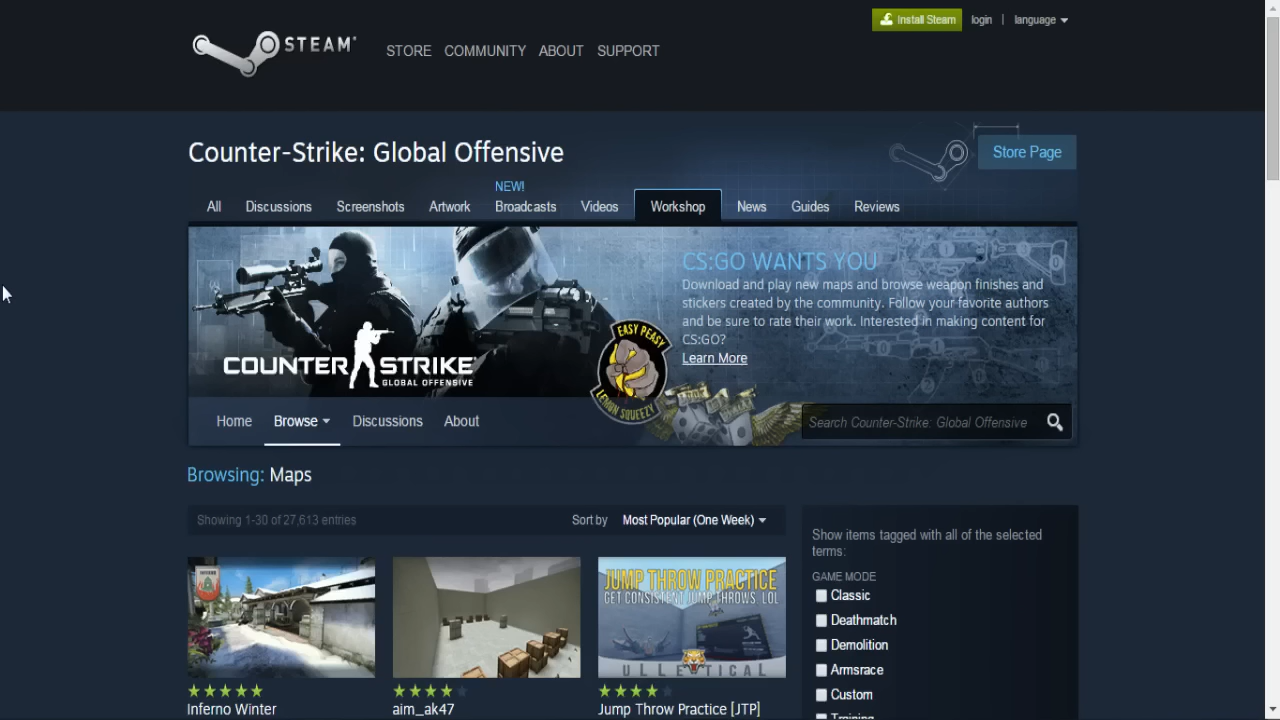 Install Steam
login | language
STEAM®
STORE COMMUNITY ABOUT SUPPORT
Counter-Strike: Global Offensive
Store Page
NEW!
All Discussions Screenshots Artwork Broadcasts Videos Workshop News Guides Reviews
CS:GO WANTS YOU
Download and play new maps and browse weapon finishes and
stickers created by the community. Follow your favorite authors
and be sure to rate their work. Interested in making content for
CS:GO?
Learn More
COUNTER STRIKE
GLOBAL OFFENSIVE
EASY PEASY
LEMON SQUEEZY
Home Browse Discussions About
Search Counter-Strike: Global Offensive
Browsing: Maps
Showing 1-30 of 27,613 entries
Sort by Most Popular (One Week)
Show items tagged with all of the selected
terms:
GAME MODE
Classic
Deathmatch
Demolition
Armsrace
Custom
Training
JUMP THROW PRACTICE
GET CONSISTENT JUMP THROWS. LOL
ULLETICAL
Inferno Winter
aim_ak47
Jump Throw Practice [JTP]